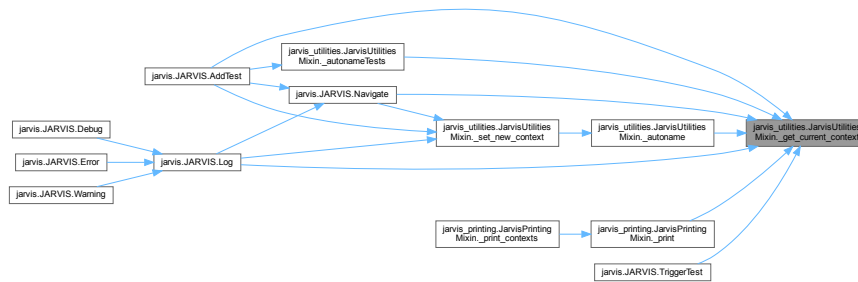 jarvis_utilities.JarvisUtilities
Mixin._autonameTests
jarvis.JARVIS.AddTest
jarvis.JARVIS.Navigate
jarvis.JARVIS.Debug
jarvis_utilities.JarvisUtilities
Mixin._set_new_context
jarvis_utilities.JarvisUtilities
Mixin._autoname
jarvis_utilities.JarvisUtilities
Mixin._get_current_context
jarvis.JARVIS.Error
jarvis.JARVIS.Log
jarvis.JARVIS.Warning
jarvis_printing.JarvisPrinting
Mixin._print_contexts
jarvis_printing.JarvisPrinting
Mixin._print
jarvis.JARVIS.TriggerTest